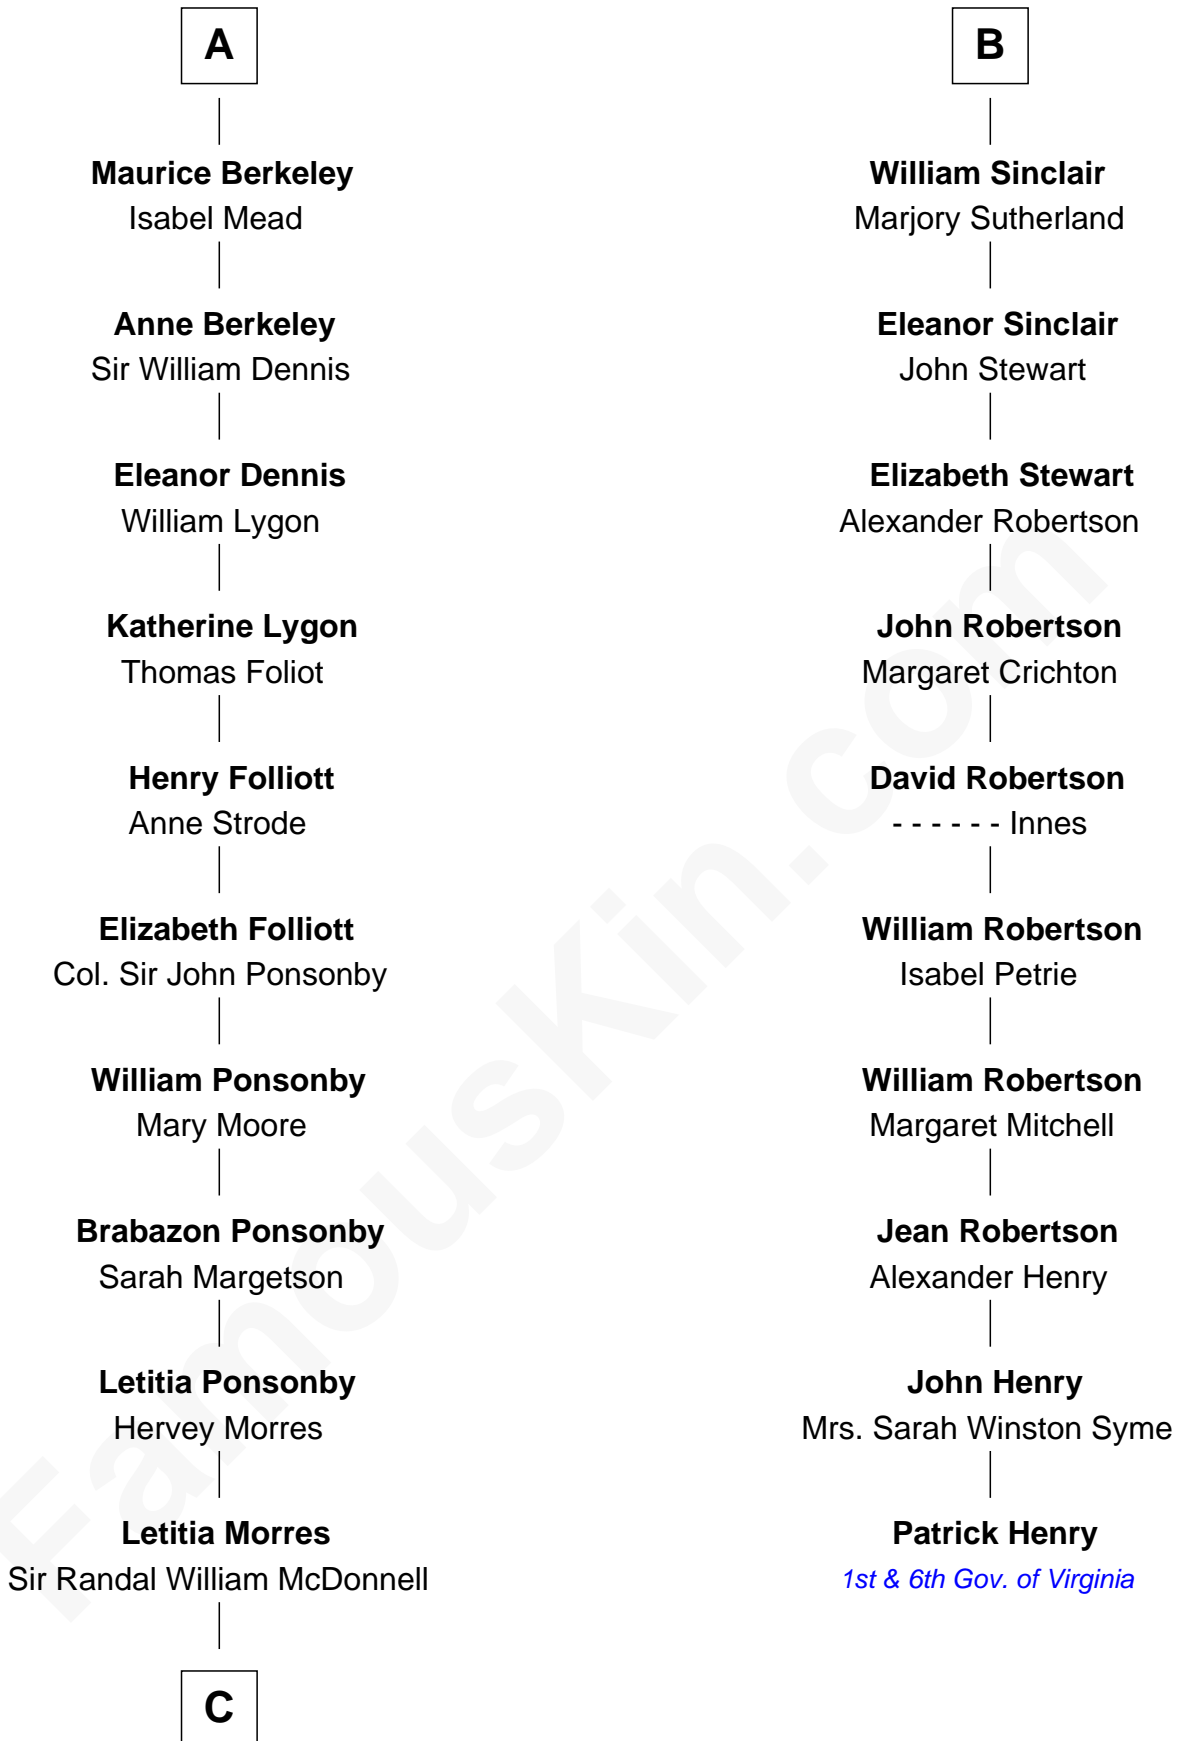 A
Maurice Berkeley
Isabel Mead
Anne Berkeley
Sir William Dennis
Eleanor Dennis
William Lygon
Katherine Lygon
Thomas Foliot
Henry Folliott
Anne Strode
Elizabeth Folliott
Col. Sir John Ponsonby
William Ponsonby
Mary Moore
Brabazon Ponsonby
Sarah Margetson
Letitia Ponsonby
Hervey Morres
Letitia Morres
Sir Randal William McDonnell
C
B
William Sinclair
Marjory Sutherland
Eleanor Sinclair
John Stewart
Elizabeth Stewart
Alexander Robertson
John Robertson
Margaret Crichton
David Robertson
- - - - - - Innes
William Robertson
Isabel Petrie
William Robertson
Margaret Mitchell
Jean Robertson
Alexander Henry
John Henry
Mrs. Sarah Winston Syme
Patrick Henry
1st & 6th Gov. of Virginia
FamousKin.com